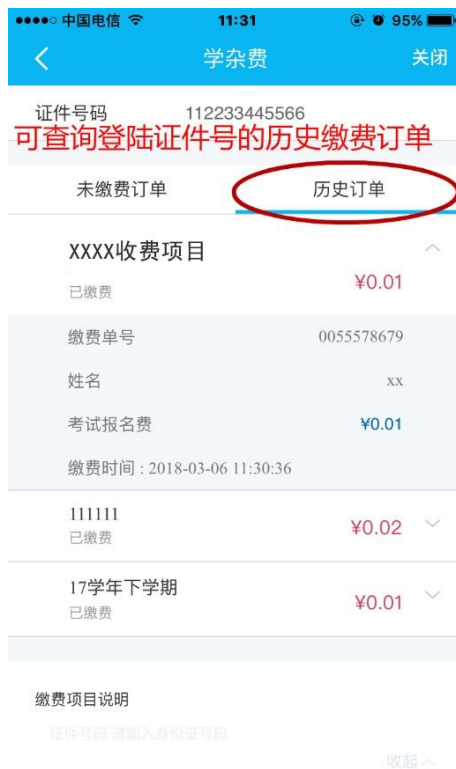 中国电信 11:31 95%
学杂费 关闭
证件号码 112233445566
可查询登陆证件号的历史缴费订单
未缴费订单 历史订单
XXXX收费项目
¥0.01
已缴费
缴费单号 0055578679
姓名 xx
考试报名费 ¥0.01
缴费时间 : 2018-03-06 11:30:36
111111
¥0.02
已缴费
17学年下学期
¥0.01
已缴费
缴费项目说明
证件号码:请输入身份证号码
收起